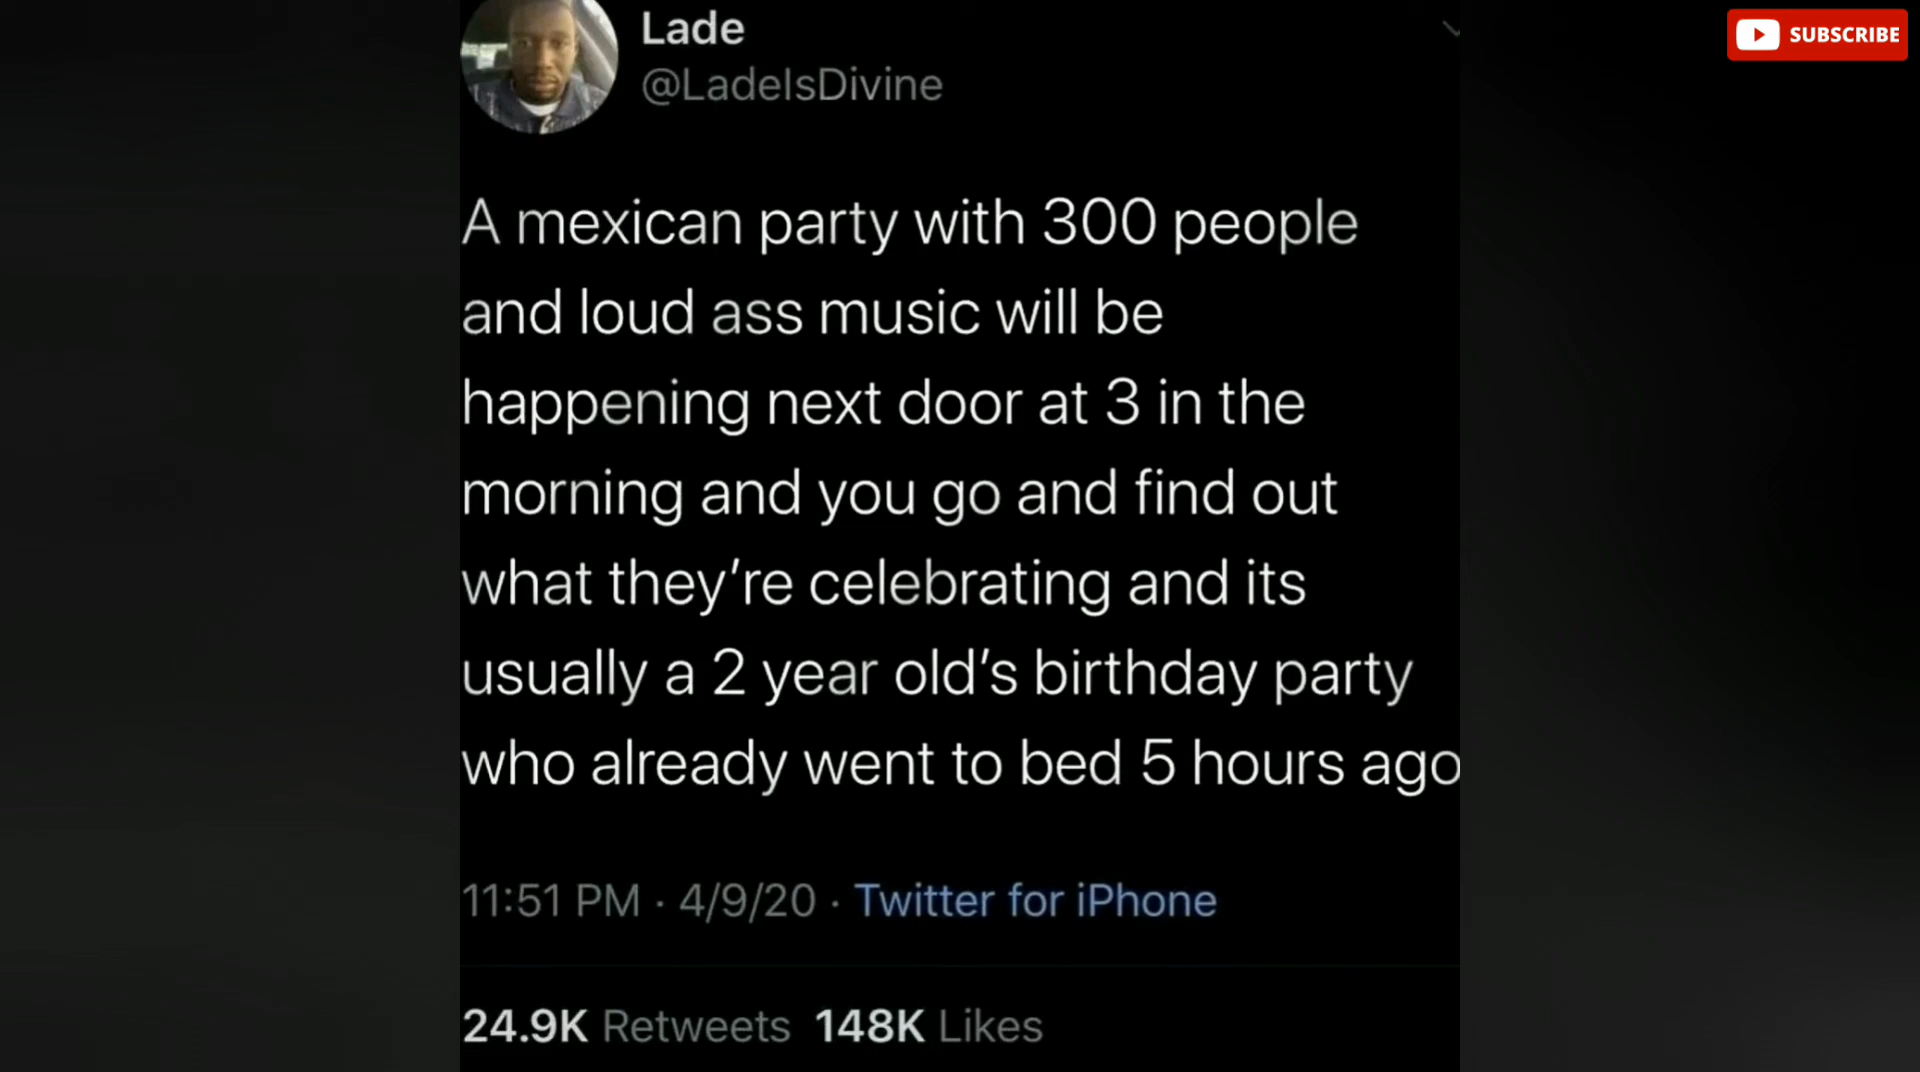 Lade
SUBSCRIBE
@LadeIsDivine
A mexican party with 300 people
and loud ass music will be
happening next door at 3 in the
morning and you go and find out
what they’re celebrating and its
usually a 2 year old’s birthday party
who already went to bed 5 hours ago
11:51 PM · 4/9/20 · Twitter for iPhone
24.9K Retweets 148K Likes